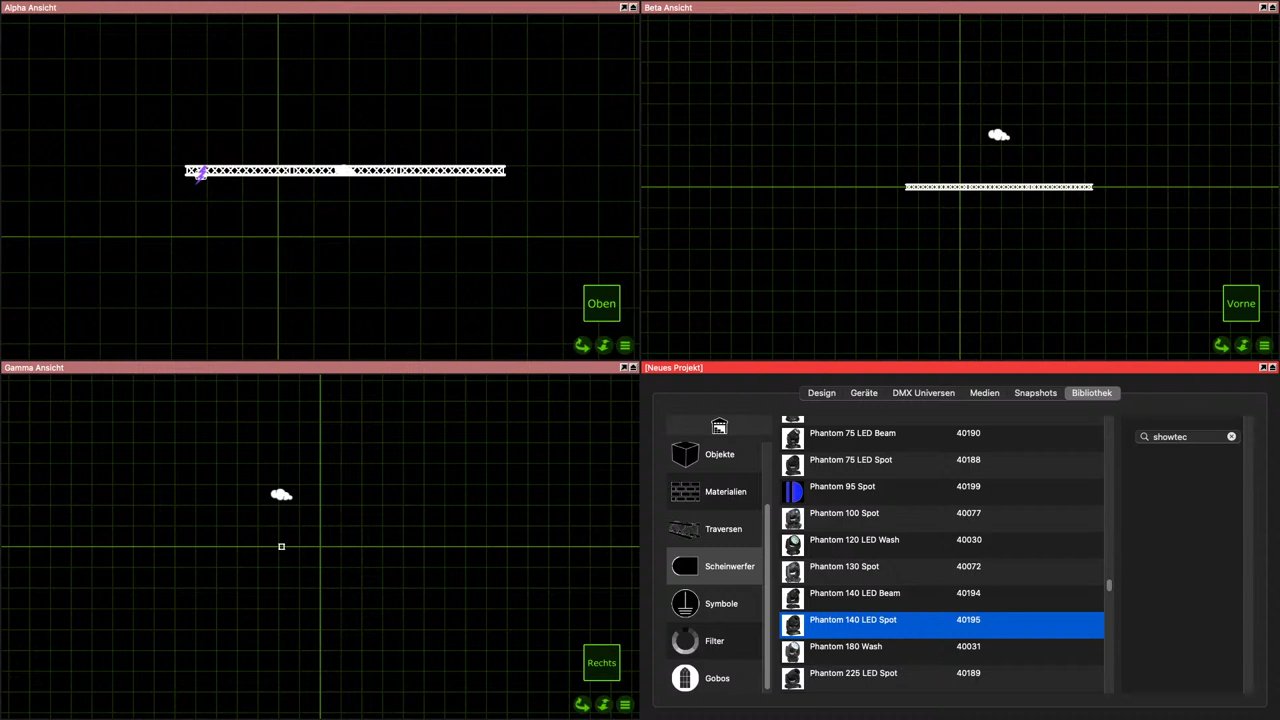 Alpha Ansicht
Oben
Beta Ansicht
Vorne
Gamma Ansicht
Rechts
[Neues Projekt]
Design Geräte DMX Universen Medien Snapshots Bibliothek
Objekte
Materialien
Traversen
Scheinwerfer
Symbole
Filter
Gobos
Phantom 75 LED Beam 40190
Phantom 75 LED Spot 40188
Phantom 95 Spot 40199
Phantom 100 Spot 40077
Phantom 120 LED Wash 40030
Phantom 130 Spot 40072
Phantom 140 LED Beam 40194
Phantom 140 LED Spot 40195
Phantom 180 Wash 40031
Phantom 225 LED Spot 40189
showtec